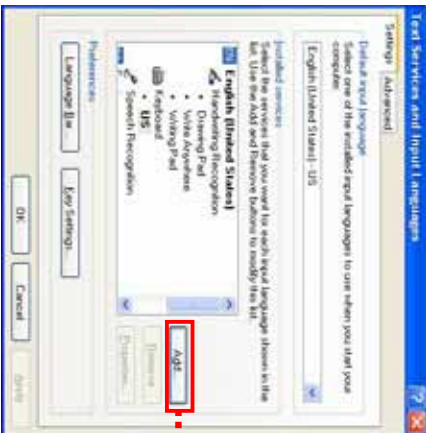 Text Services and Input Languages
Settings Advanced
Default input language
Select one of the installed input languages to use when you start your
computer.
English (United States) - US
Installed services
Select the services that you want for each input language shown in the
list. Use the Add and Remove buttons to modify this list.
EN English (United States)
Handwriting Recognition
• Drawing Pad
• Write Anywhere
• Writing Pad
Keyboard
• US
Speech Recognition
Add...
Remove
Properties...
Preferences
Language Bar...
Key Settings...
OK
Cancel
Apply